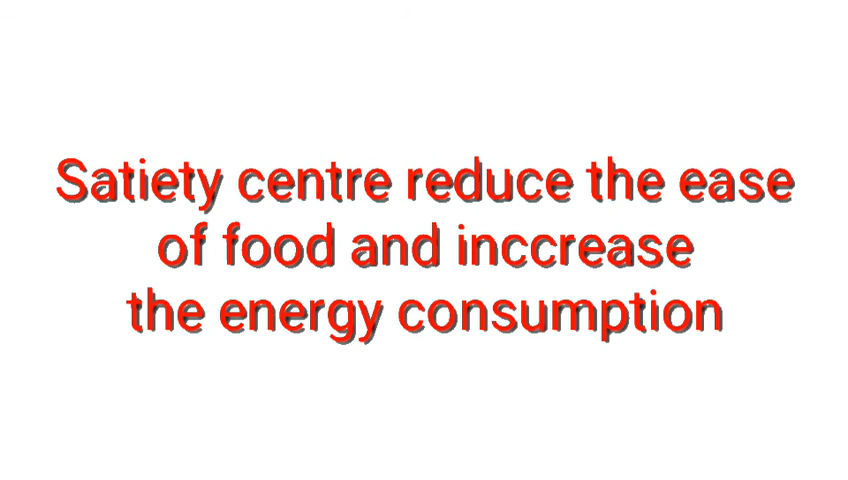 Satiety centre reduce the ease
of food and inccrease
the energy consumption